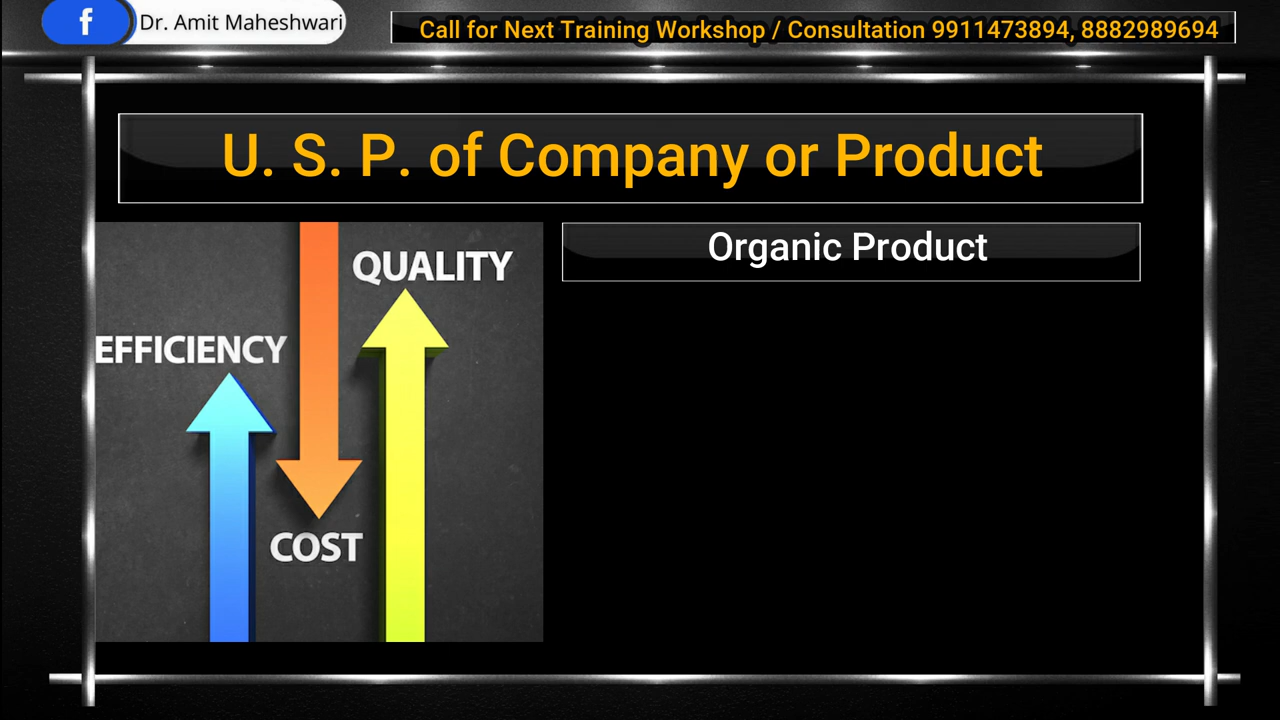 f Dr. Amit Maheshwari
Call for Next Training Workshop / Consultation 9911473894, 8882989694
U. S. P. of Company or Product
Organic Product
QUALITY
EFFICIENCY
COST